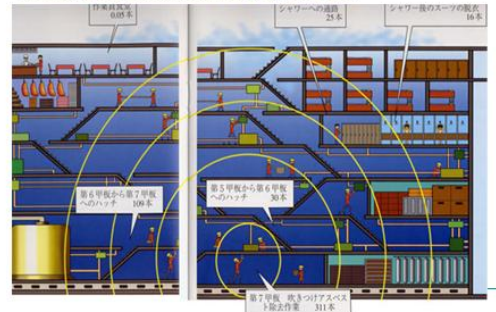 作業員食堂
0.05本
シャワーへの通路
25本
シャワー後のスーツの脱衣
16本
第6甲板から第7甲板
へのハッチ 109本
第5甲板から第6甲板
へのハッチ 30本
第7甲板 吹きつけアスベス
ト除去作業 311本